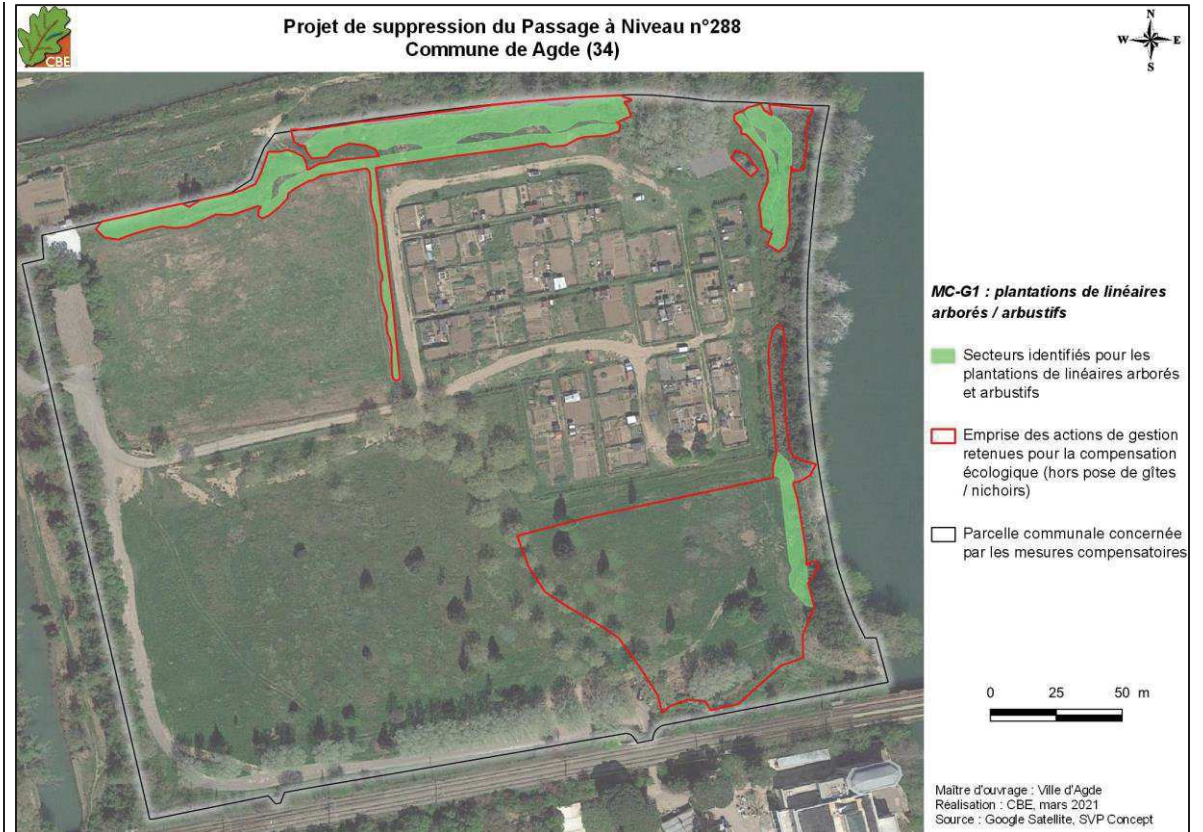 Projet de suppression du Passage à Niveau n°288
Commune de Agde (34)
CBE
N
W
E
S
MC-G1 : plantations de linéaires
arborés / arbustifs
Secteurs identifiés pour les
plantations de linéaires arborés
et arbustifs
Emprise des actions de gestion
retenues pour la compensation
écologique (hors pose de gîtes
/ nichoirs)
Parcelle communale concernée
par les mesures compensatoires
0 25 50 m
Maître d'ouvrage : Ville d'Agde
Réalisation : CBE, mars 2021
Source : Google Satellite, SVP Concept